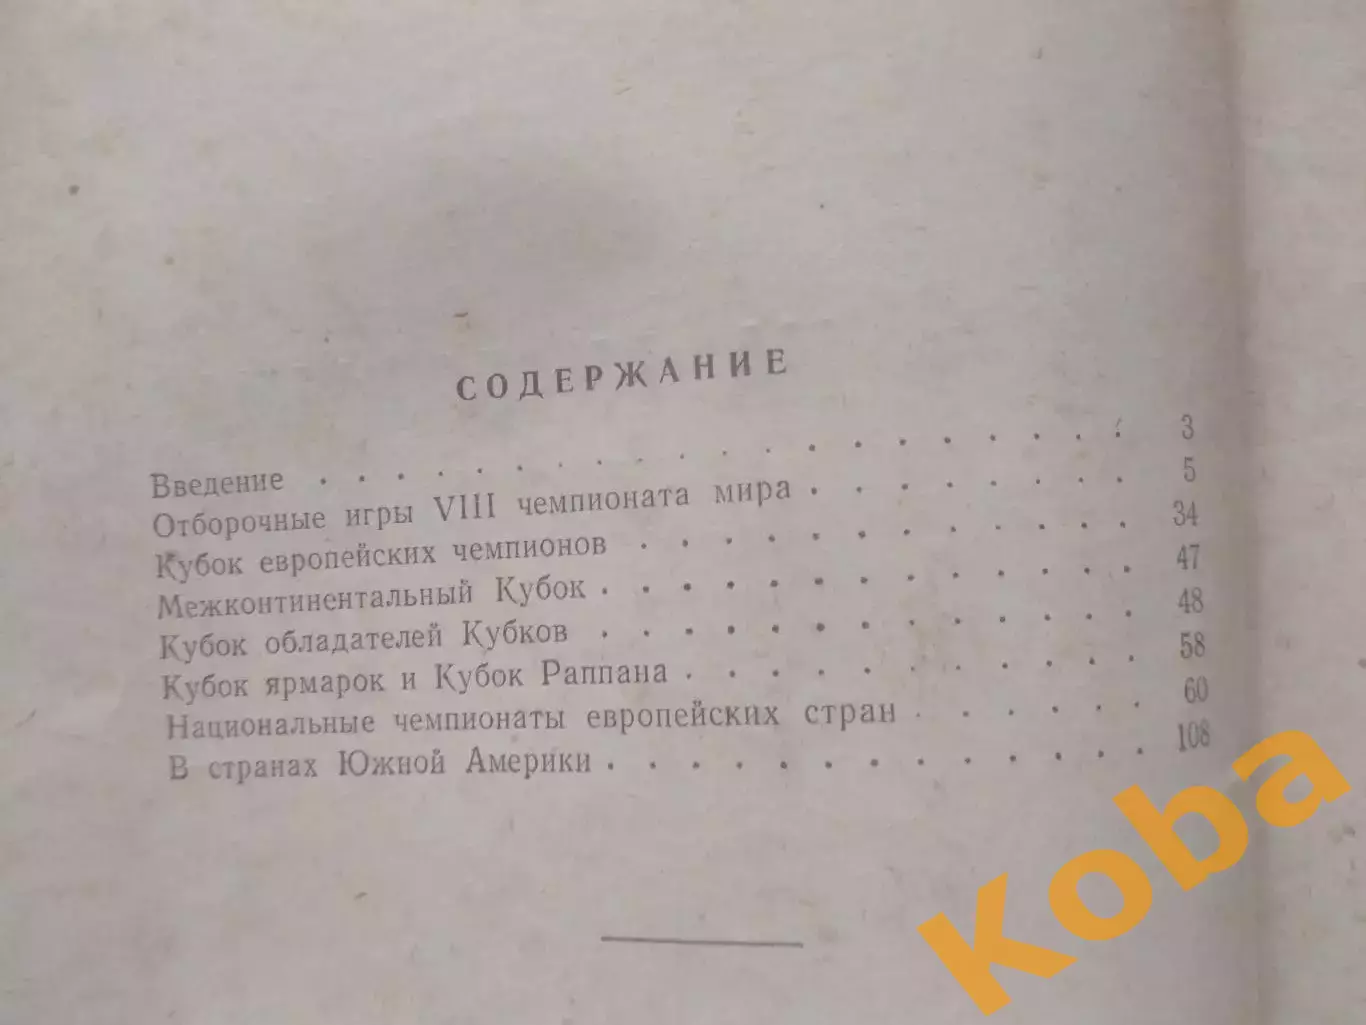 СОДЕРЖАНИЕ
Введение . . . . . . . . . . . . . . . . . . . . 3
Отборочные игры VIII чемпионата мира . . . . . . . . 5
Кубок европейских чемпионов . . . . . . . . . . . . 34
Межконтинентальный Кубок . . . . . . . . . . . . . 47
Кубок обладателей Кубков . . . . . . . . . . . . . 48
Кубок ярмарок и Кубок Раппана . . . . . . . . . . . 58
Национальные чемпионаты европейских стран . . . . . . 60
В странах Южной Америки . . . . . . . . . . . . . 108
Koba